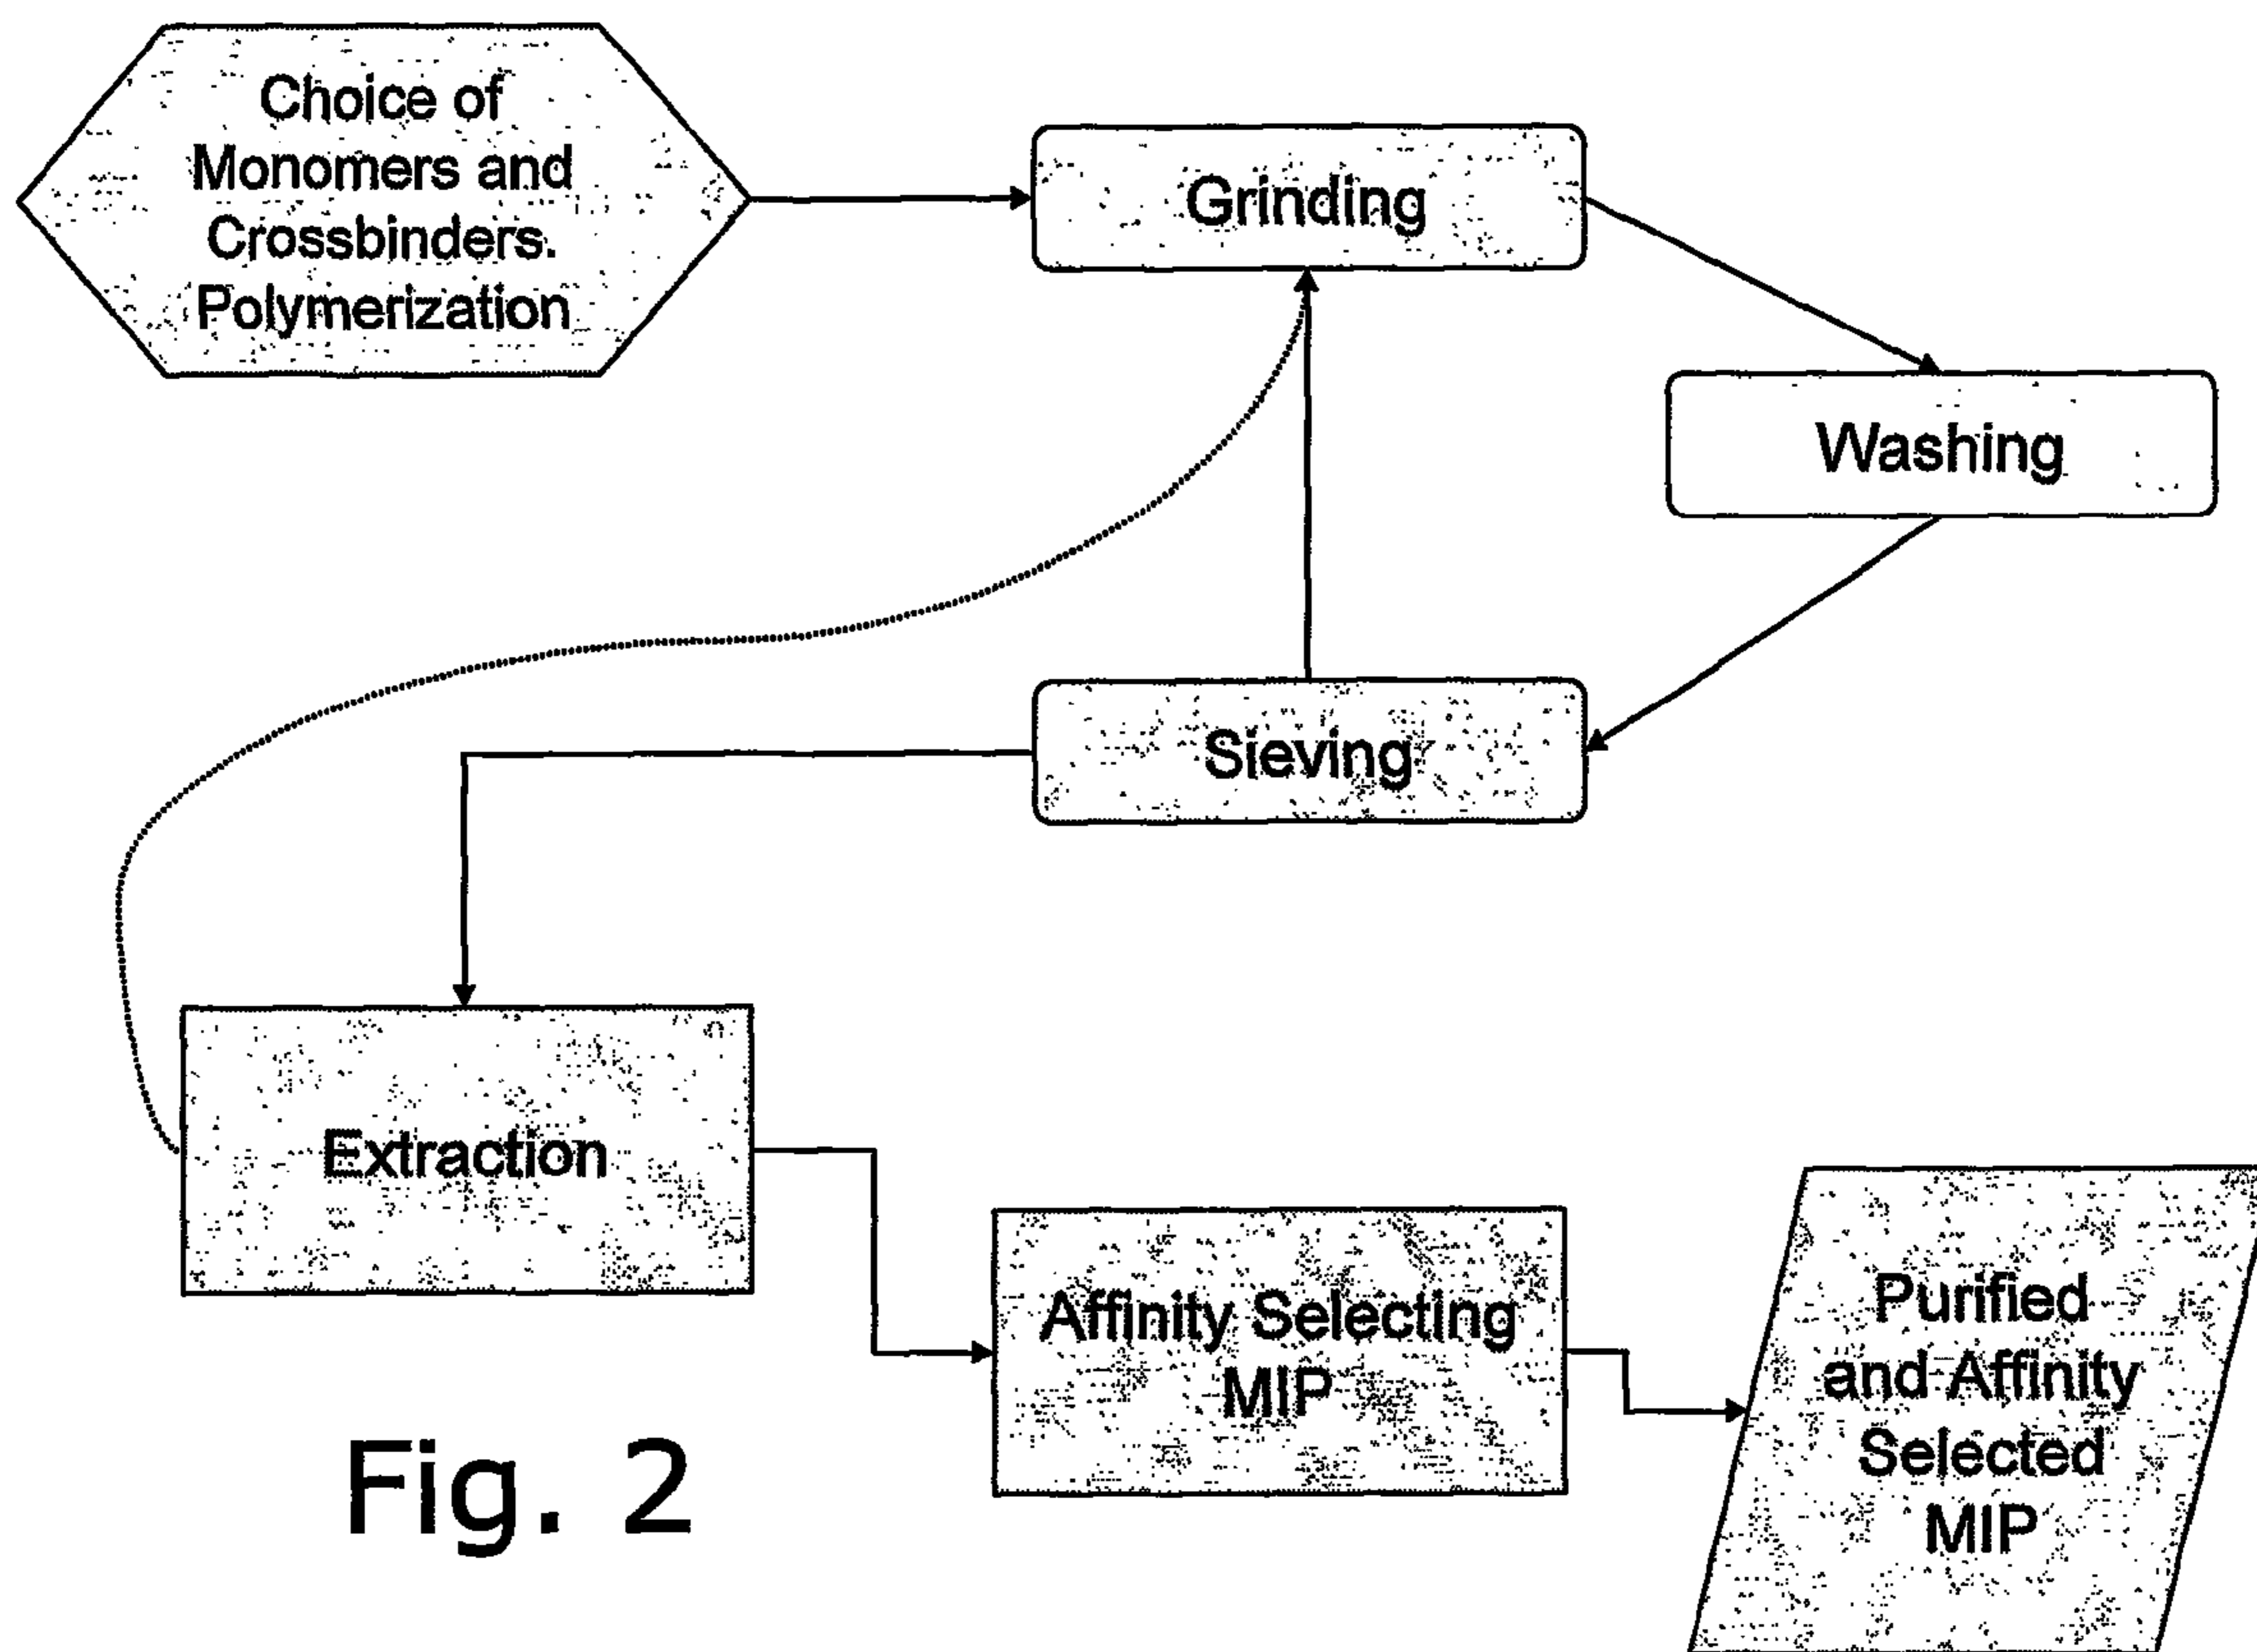 Choice of
Monomers and
Crossbinders.
Polymerization
Grinding
Washing
Sieving
Extraction
Affinity Selecting
MIP
Purified
and Affinity
Selected
MIP
Fig. 2